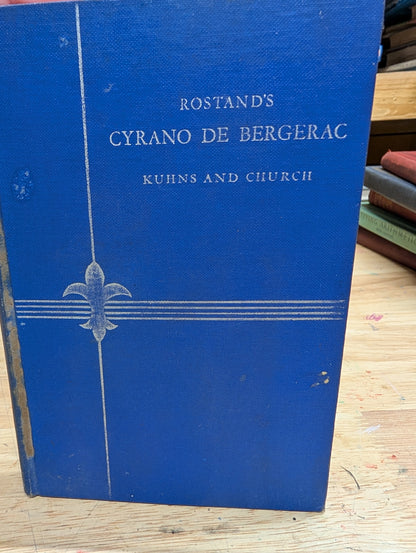 ROSTAND'S
CYRANO DE BERGERAC
KUHNS AND CHURCH